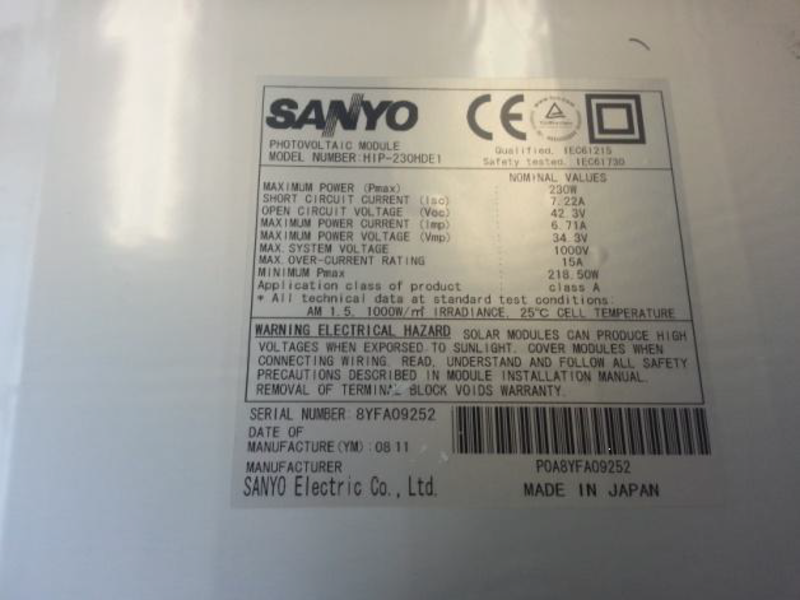 SANYO
CE
PHOTOVOLTAIC MODULE
MODEL NUMBER:HIP-230HDE1
Qualified, IEC61215
Safety tested, IEC61730
NOMINAL VALUES
MAXIMUM POWER (Pmax) : 230W
SHORT CIRCUIT CURRENT (Isc) : 7.22A
OPEN CIRCUIT VOLTAGE (Voc) : 42.3V
MAXIMUM POWER CURRENT (Imp) : 6.71A
MAXIMUM POWER VOLTAGE (Vmp) : 34.3V
MAX. SYSTEM VOLTAGE : 1000V
MAX. OVER-CURRENT RATING : 15A
MINIMUM Pmax : 218.50W
Application class of product : class A
* All technical data at standard test conditions:
AM 1.5, 1000W/㎡ IRRADIANCE, 25℃ CELL TEMPERATURE
WARNING ELECTRICAL HAZARD SOLAR MODULES CAN PRODUCE HIGH
VOLTAGES WHEN EXPORSED TO SUNLIGHT. COVER MODULES WHEN
CONNECTING WIRING. READ, UNDERSTAND AND FOLLOW ALL SAFETY
PRECAUTIONS DESCRIBED IN MODULE INSTALLATION MANUAL.
REMOVAL OF TERMINAL BLOCK VOIDS WARRANTY.
SERIAL NUMBER: 8YFA09252
DATE OF
MANUFACTURE(YM):08 11
MANUFACTURER
SANYO Electric Co.,Ltd.
POA8YFA09252
MADE IN JAPAN